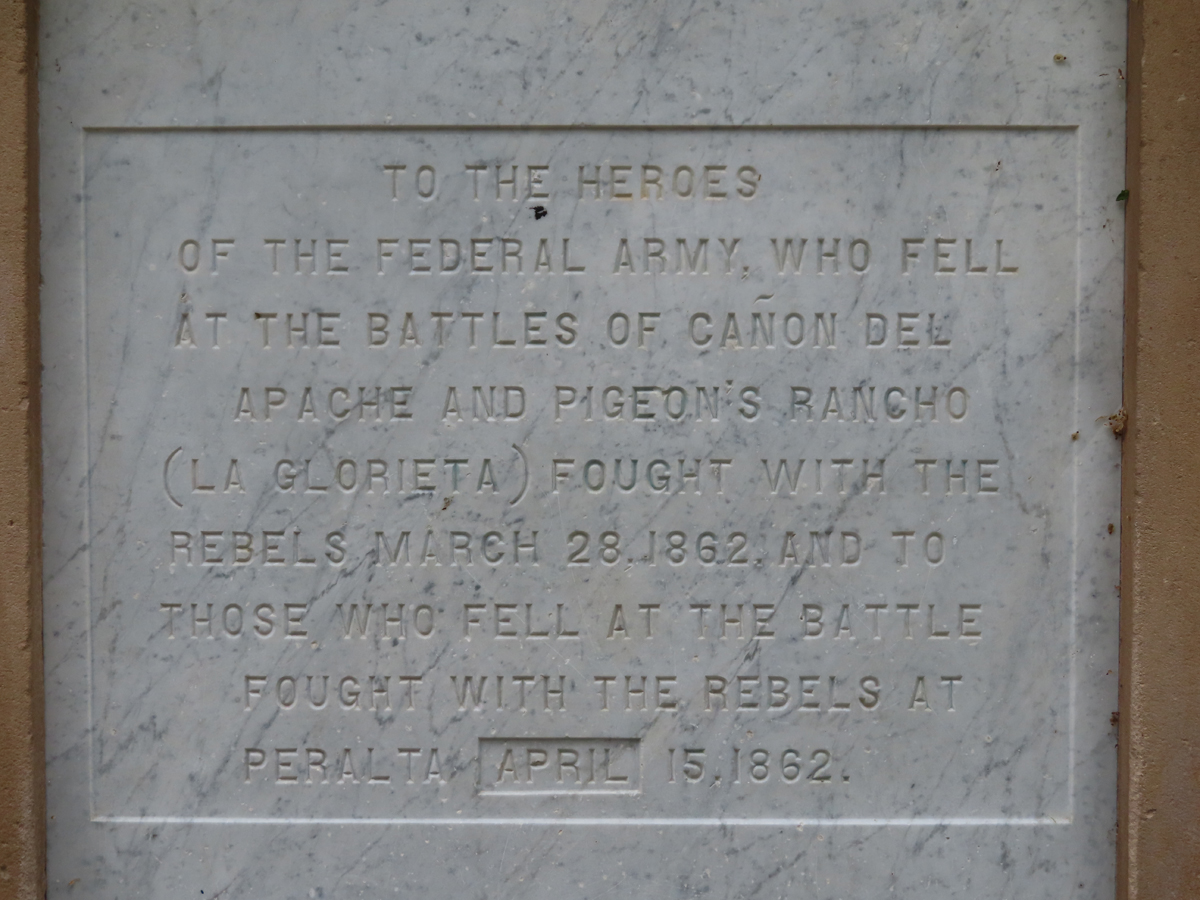 TO THE HEROES
OF THE FEDERAL ARMY, WHO FELL
AT THE BATTLES OF CAÑON DEL
APACHE AND PIGEON'S RANCHO
(LA GLORIETA) FOUGHT WITH THE
REBELS MARCH 28, 1862, AND TO
THOSE WHO FELL AT THE BATTLE
FOUGHT WITH THE REBELS AT
PERALTA APRIL 15, 1862.